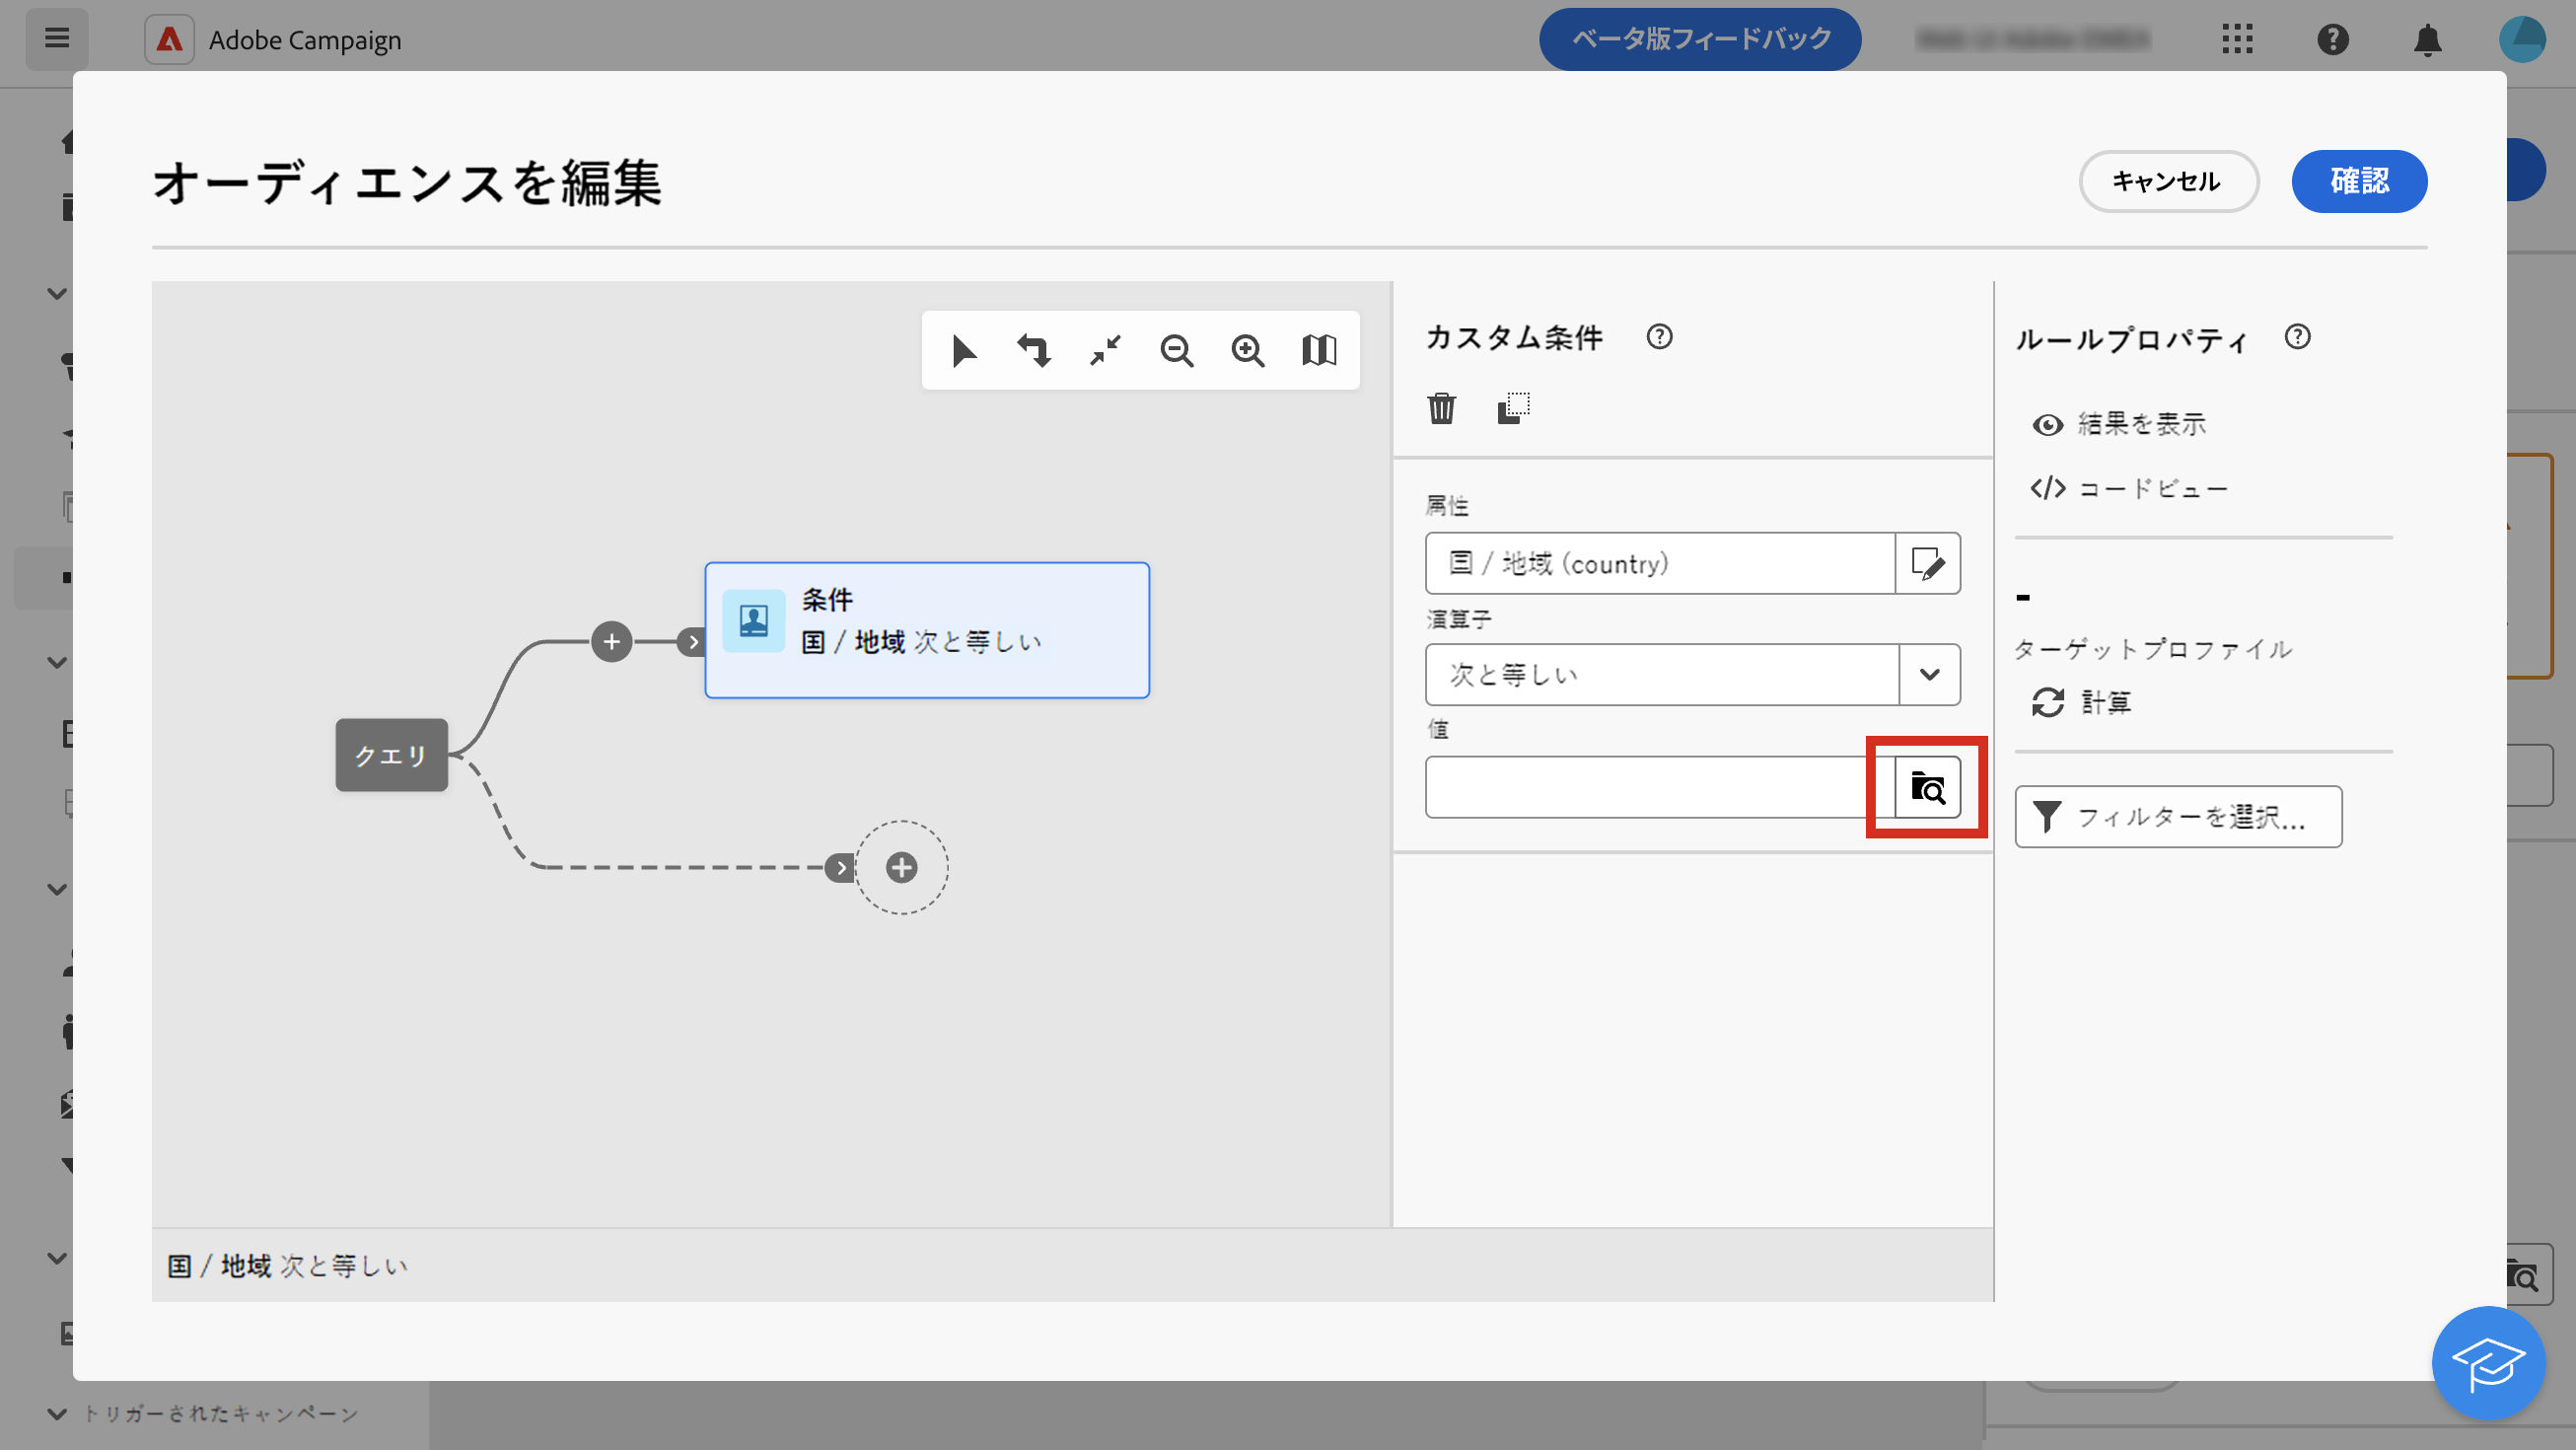 Adobe Campaign
ベータ版フィードバック
オーディエンスを編集
キャンセル
確認
カスタム条件
ルールプロパティ
結果を表示
コードビュー
属性
国 / 地域 (country)
演算子
次と等しい
値
条件
国 / 地域 次と等しい
クエリ
-
ターゲットプロファイル
計算
フィルターを選択...
国 / 地域 次と等しい
トリガーされたキャンペーン